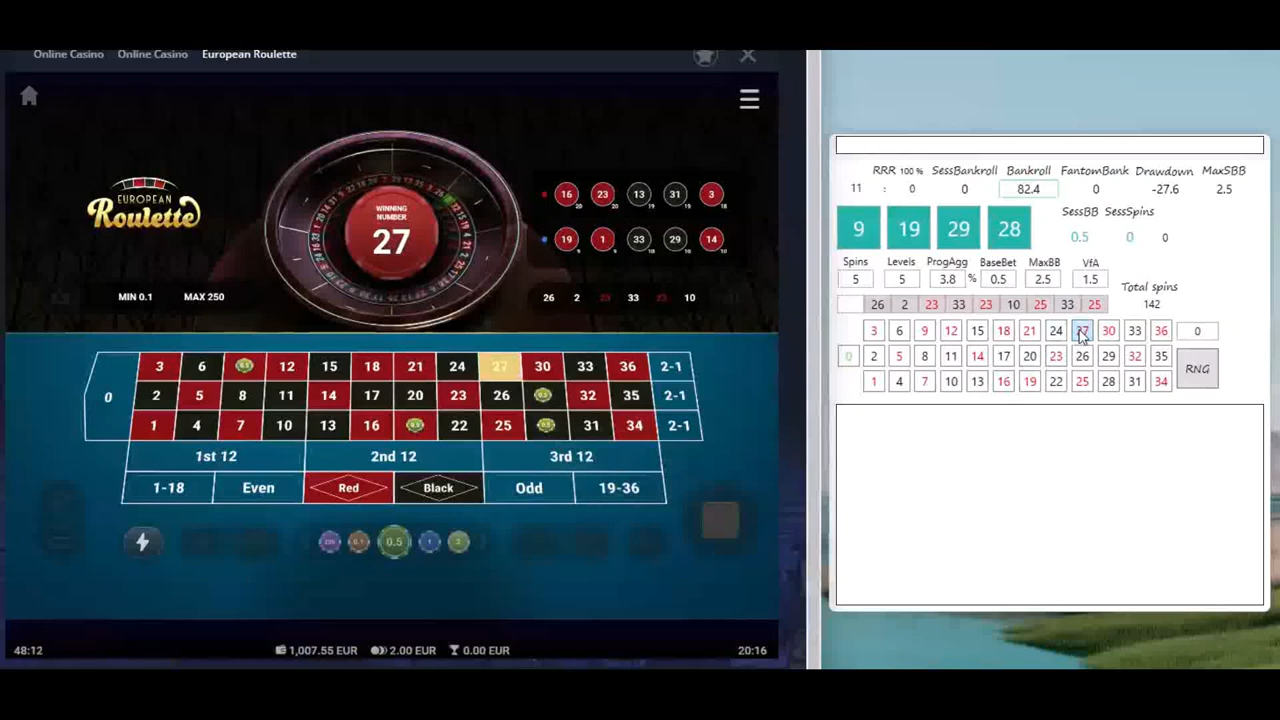 Online Casino Online Casino European Roulette
EUROPEAN
Roulette
WINNING
NUMBER
27
16 23 13 31 3
20 20 19 19 18
19 1 33 29 14
MIN 0.1 MAX 250
26 2 23 33 23 10
3 6 12 15 18 21 24 27 30 33 36 2-1
0
2 5 8 11 14 17 20 23 26 32 35 2-1
1 4 7 10 13 16 22 25 31 34 2-1
1st 12 2nd 12 3rd 12
1-18 Even Red Black Odd 19-36
0.5
48:12 1,007.55 EUR 2.00 EUR 0.00 EUR 20:16
RRR 100 % SessBankroll Bankroll FantomBank Drawdown MaxSBB
11 : 0 0 82.4 0 -27.6 2.5
9 19 29 28
SessBB SessSpins
0.5 0 0
Spins Levels ProgAgg BaseBet MaxBB VfA
5 5 3.8 % 0.5 2.5 1.5
Total spins
142
26 2 23 33 23 10 25 33 25
3 6 9 12 15 18 21 24 27 30 33 36 0
0 2 5 8 11 14 17 20 23 26 29 32 35
RNG
1 4 7 10 13 16 19 22 25 28 31 34